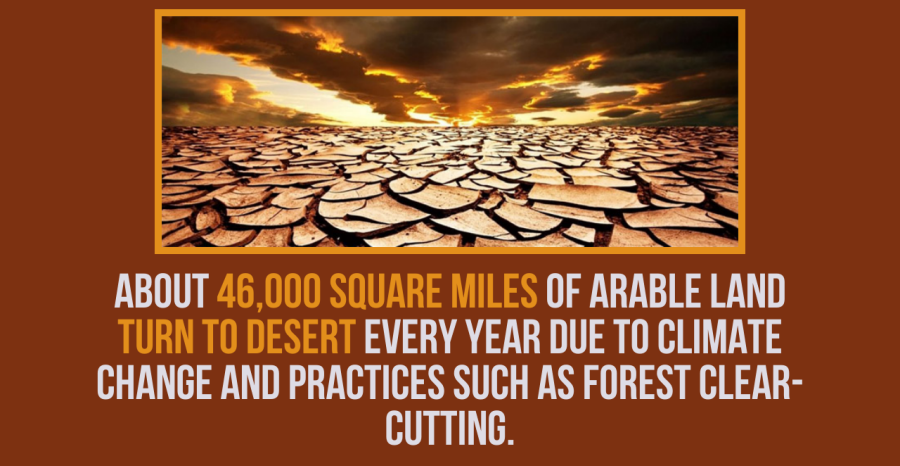 ABOUT 46,000 SQUARE MILES OF ARABLE LAND
TURN TO DESERT EVERY YEAR DUE TO CLIMATE
CHANGE AND PRACTICES SUCH AS FOREST CLEAR-
CUTTING.